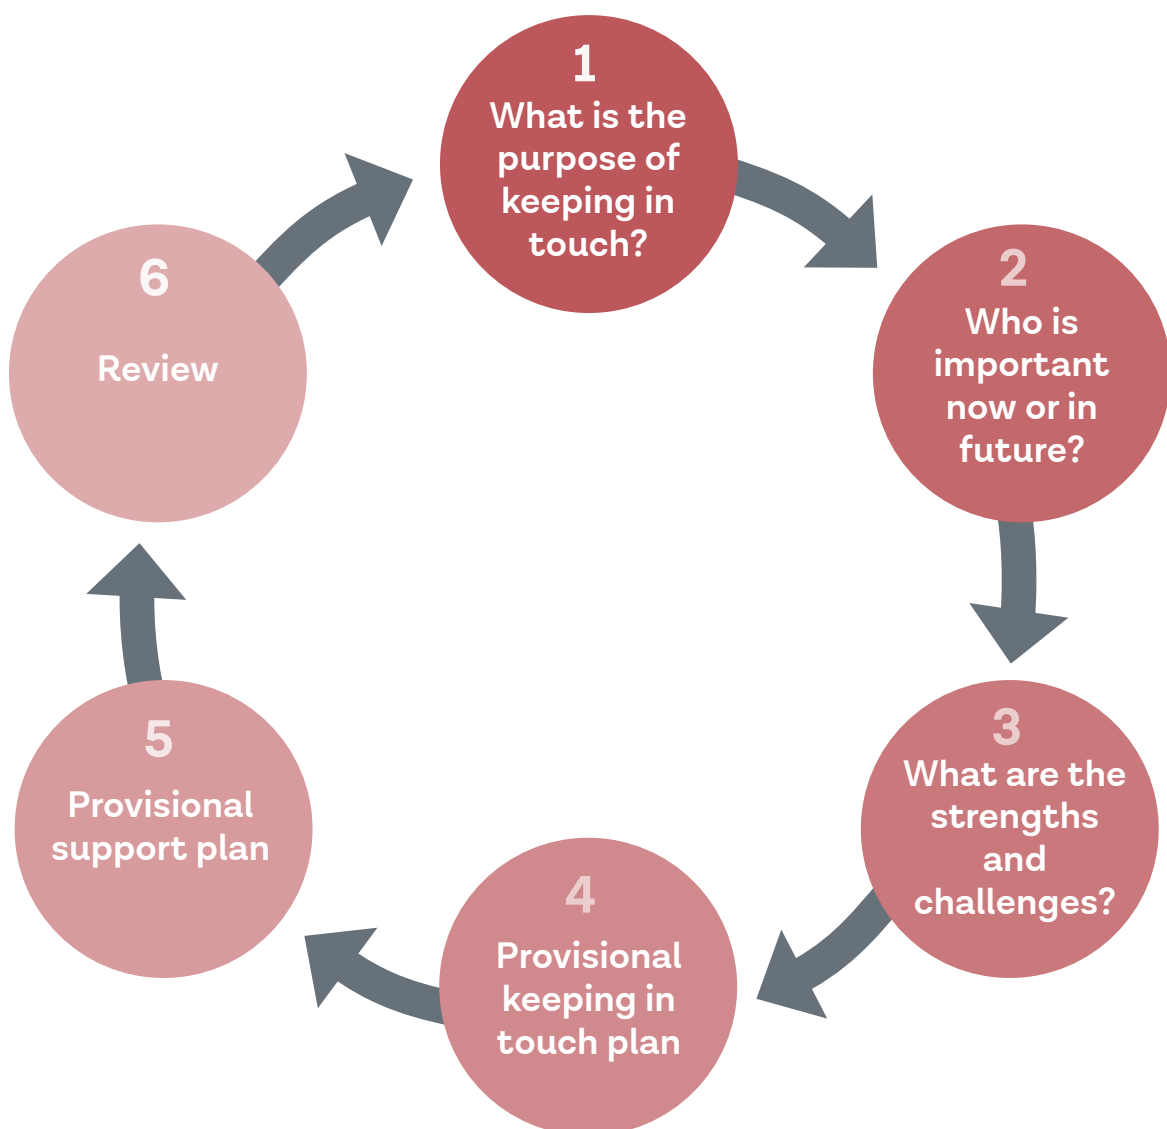 1
What is the
purpose of
keeping in
touch?
2
Who is
important
now or in
future?
3
What are the
strengths
and
challenges?
4
Provisional
keeping in
touch plan
5
Provisional
support plan
6
Review